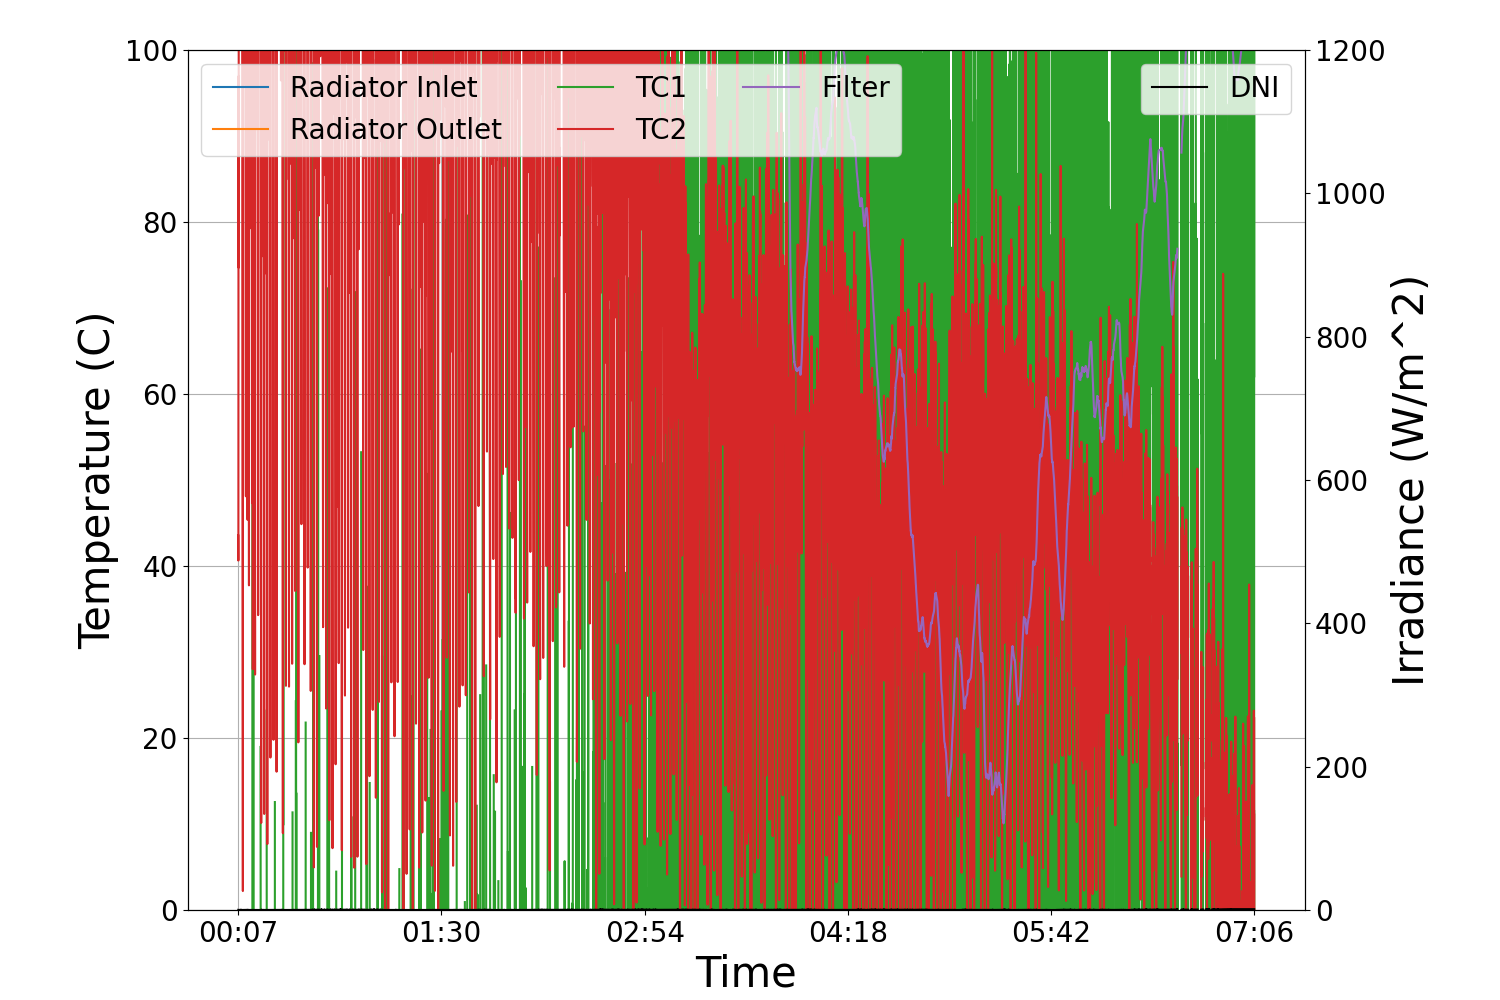 100
80
60
40
20
0
Temperature (C)
Radiator Inlet
Radiator Outlet
TC1
TC2
Filter
DNI
1200
1000
800
600
400
200
0
Irradiance (W/m^2)
00:07
01:30
02:54
04:18
05:42
07:06
Time